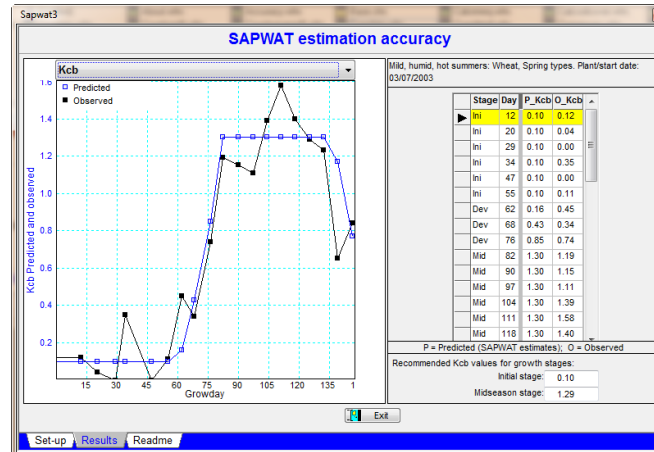 Sapwat3
SAPWAT estimation accuracy
Kcb
Predicted
Observed
1.6
1.4
1.2
1.0
0.8
0.6
0.4
0.2
Kcb Predicted and observed
15 30 45 60 75 90 105 120 135 1
Growday
Mild, humid, hot summers: Wheat, Spring types. Plant/start date:
03/07/2003
Stage Day P_Kcb O_Kcb
Ini 12 0.10 0.12
Ini 20 0.10 0.04
Ini 29 0.10 0.00
Ini 34 0.10 0.35
Ini 47 0.10 0.00
Ini 55 0.10 0.11
Dev 62 0.16 0.45
Dev 68 0.43 0.34
Dev 76 0.85 0.74
Mid 82 1.30 1.19
Mid 90 1.30 1.15
Mid 97 1.30 1.11
Mid 104 1.30 1.39
Mid 111 1.30 1.58
Mid 118 1.30 1.40
P = Predicted (SAPWAT estimates); O = Observed
Recommended Kcb values for growth stages:
Initial stage: 0.10
Midseason stage: 1.29
Exit
Set-up Results Readme